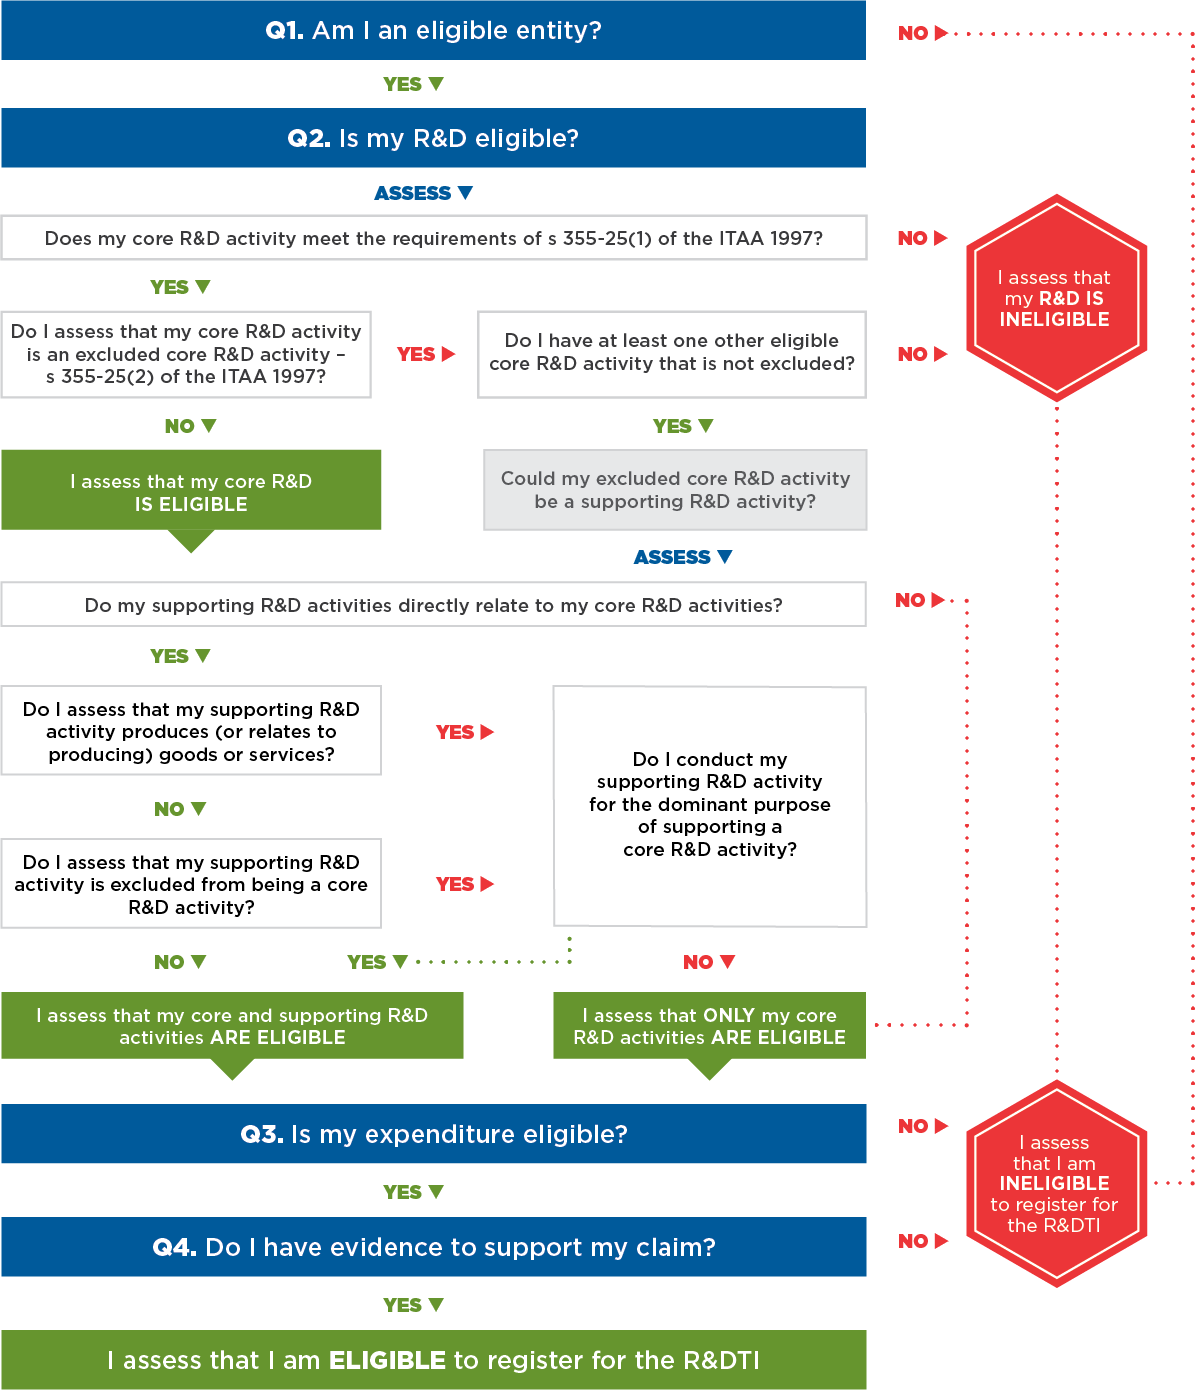 Q1. Am I an eligible entity?
NO
YES
Q2. Is my R&D eligible?
ASSESS
Does my core R&D activity meet the requirements of s 355-25(1) of the ITAA 1997?
NO
I assess that
my R&D IS
INELIGIBLE
YES
Do I assess that my core R&D activity
is an excluded core R&D activity –
s 355-25(2) of the ITAA 1997?
YES
Do I have at least one other eligible
core R&D activity that is not excluded?
NO
NO
YES
I assess that my core R&D
IS ELIGIBLE
Could my excluded core R&D activity
be a supporting R&D activity?
ASSESS
Do my supporting R&D activities directly relate to my core R&D activities?
NO
YES
Do I assess that my supporting R&D
activity produces (or relates to
producing) goods or services?
YES
Do I conduct my
supporting R&D activity
for the dominant purpose
of supporting a
core R&D activity?
NO
Do I assess that my supporting R&D
activity is excluded from being a core
R&D activity?
YES
NO
YES
NO
I assess that my core and supporting R&D
activities ARE ELIGIBLE
I assess that ONLY my core
R&D activities ARE ELIGIBLE
Q3. Is my expenditure eligible?
NO
I assess
that I am
INELIGIBLE
to register for
the R&DTI
YES
Q4. Do I have evidence to support my claim?
NO
YES
I assess that I am ELIGIBLE to register for the R&DTI